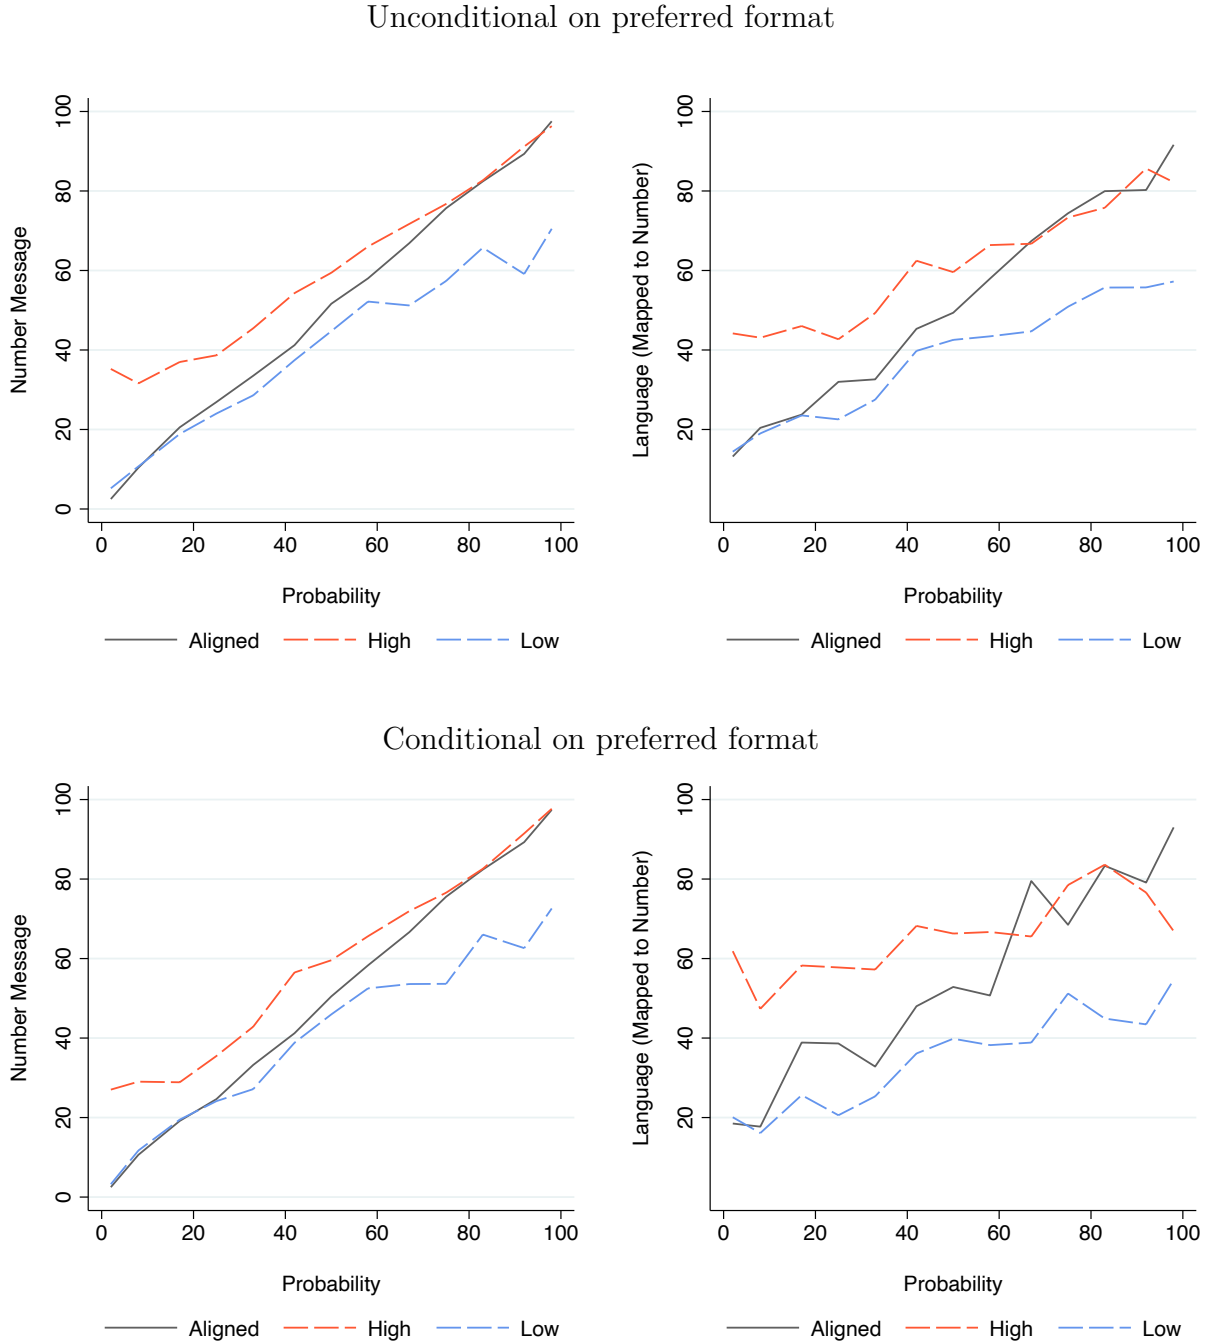 Unconditional on preferred format
Number Message
100
80
60
40
20
0
0 20 40 60 80 100
Probability
Aligned High Low
Language (Mapped to Number)
100
80
60
40
20
0 20 40 60 80 100
Probability
Aligned High Low
Conditional on preferred format
Number Message
100
80
60
40
20
0
0 20 40 60 80 100
Probability
Aligned High Low
Language (Mapped to Number)
100
80
60
40
20
0 20 40 60 80 100
Probability
Aligned High Low